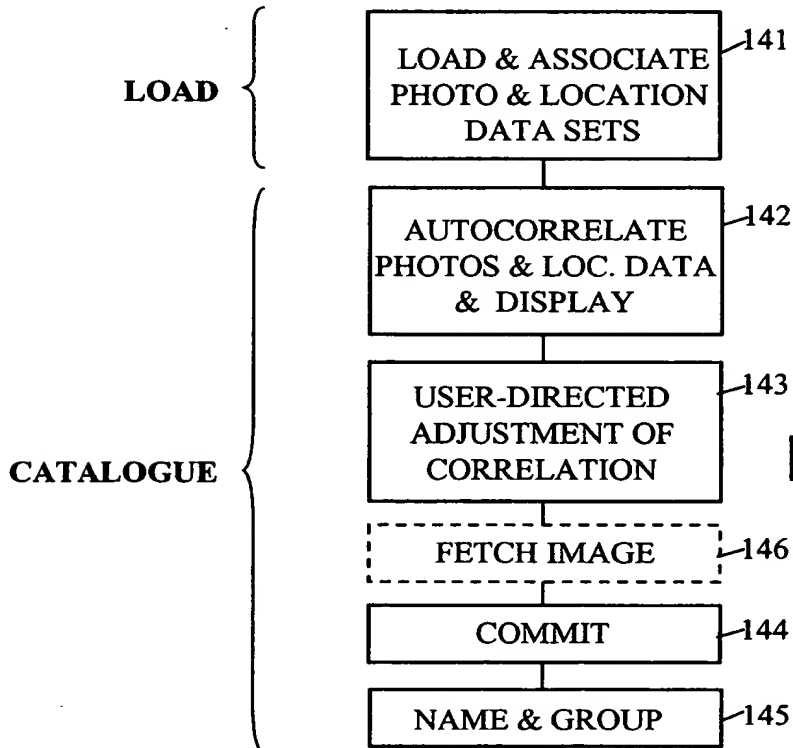 LOAD
LOAD & ASSOCIATE
PHOTO & LOCATION
DATA SETS
141
AUTOCORRELATE
PHOTOS & LOC. DATA
& DISPLAY
142
CATALOGUE
USER-DIRECTED
ADJUSTMENT OF
CORRELATION
143
FETCH IMAGE
146
COMMIT
144
NAME & GROUP
145